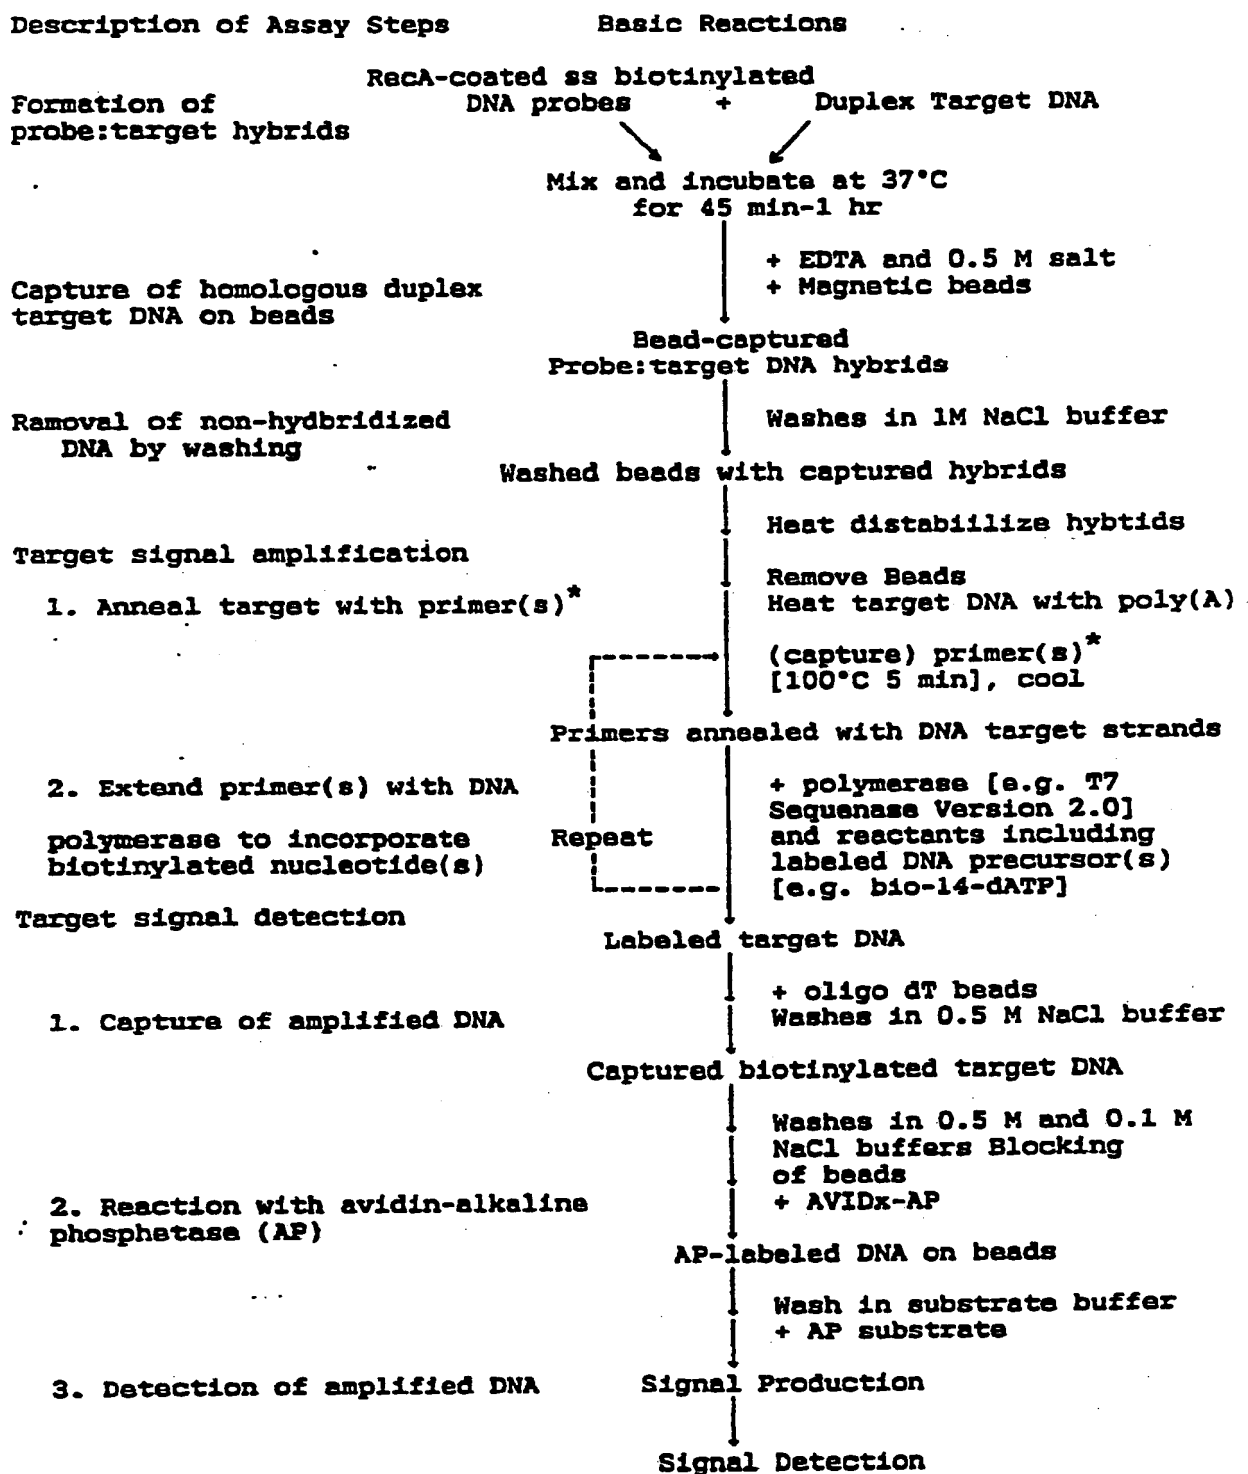 Description of Assay Steps
Basic Reactions
RecA-coated ss biotinylated
Formation of
DNA probes + Duplex Target DNA
probe:target hybrids
Mix and incubate at 37°C
for 45 min-1 hr
+ EDTA and 0.5 M salt
+ Magnetic beads
Capture of homologous duplex
target DNA on beads
Bead-captured
Probe:target DNA hybrids
Ramoval of non-hydbridized
DNA by washing
Washes in 1M NaCl buffer
Washed beads with captured hybrids
Heat distabiilize hybtids
Target signal amplification
Remove Beads
1. Anneal target with primer(s)*
Heat target DNA with poly(A)
(capture) primer(s)*
[100°C 5 min], cool
Primers annealed with DNA target strands
2. Extend primer(s) with DNA
polymerase to incorporate
biotinylated nucleotide(s)
Repeat
+ polymerase [e.g. T7
Sequenase Version 2.0]
and reactants including
labeled DNA precursor(s)
[e.g. bio-14-dATP]
Target signal detection
Labeled target DNA
+ oligo dT beads
1. Capture of amplified DNA
Washes in 0.5 M NaCl buffer
Captured biotinylated target DNA
Washes in 0.5 M and 0.1 M
NaCl buffers Blocking
of beads
+ AVIDx-AP
2. Reaction with avidin-alkaline
phosphetase (AP)
AP-labeled DNA on beads
Wash in substrate buffer
+ AP substrate
3. Detection of amplified DNA
Signal Production
Signal Detection